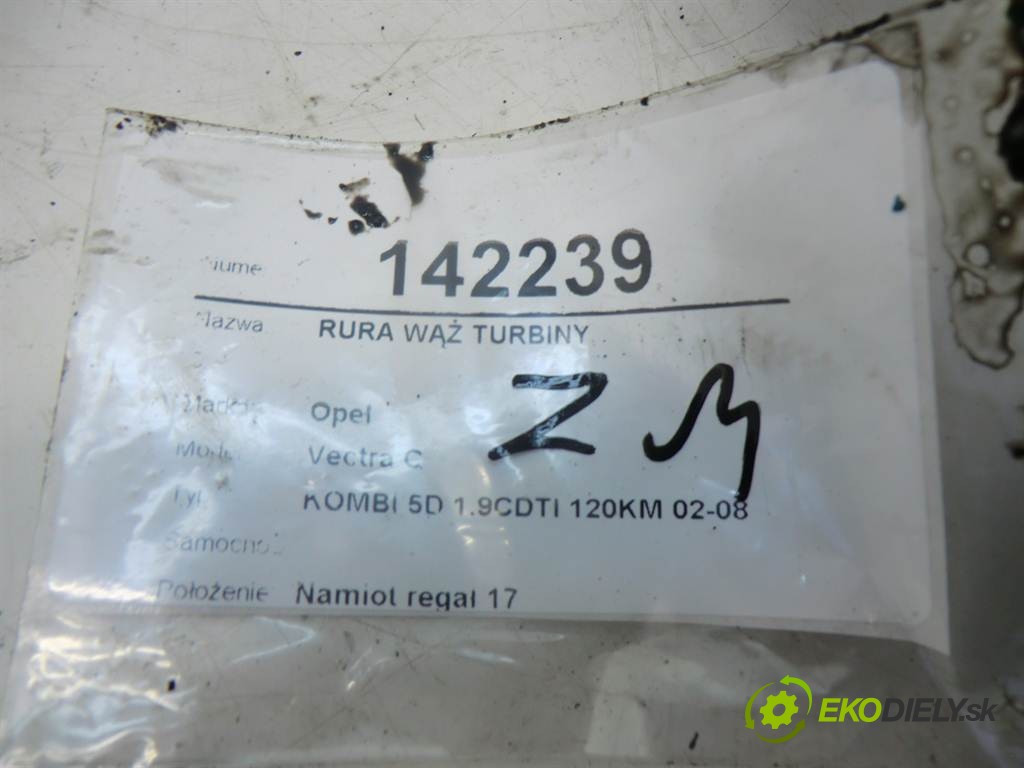 142239
Nazwa RURA WĄŻ TURBINY
Opel
Vectra C
KOMBI 5D 1.9CDTI 120KM 02-08
Położenie Namiot regał 17
EKODIELY.sk